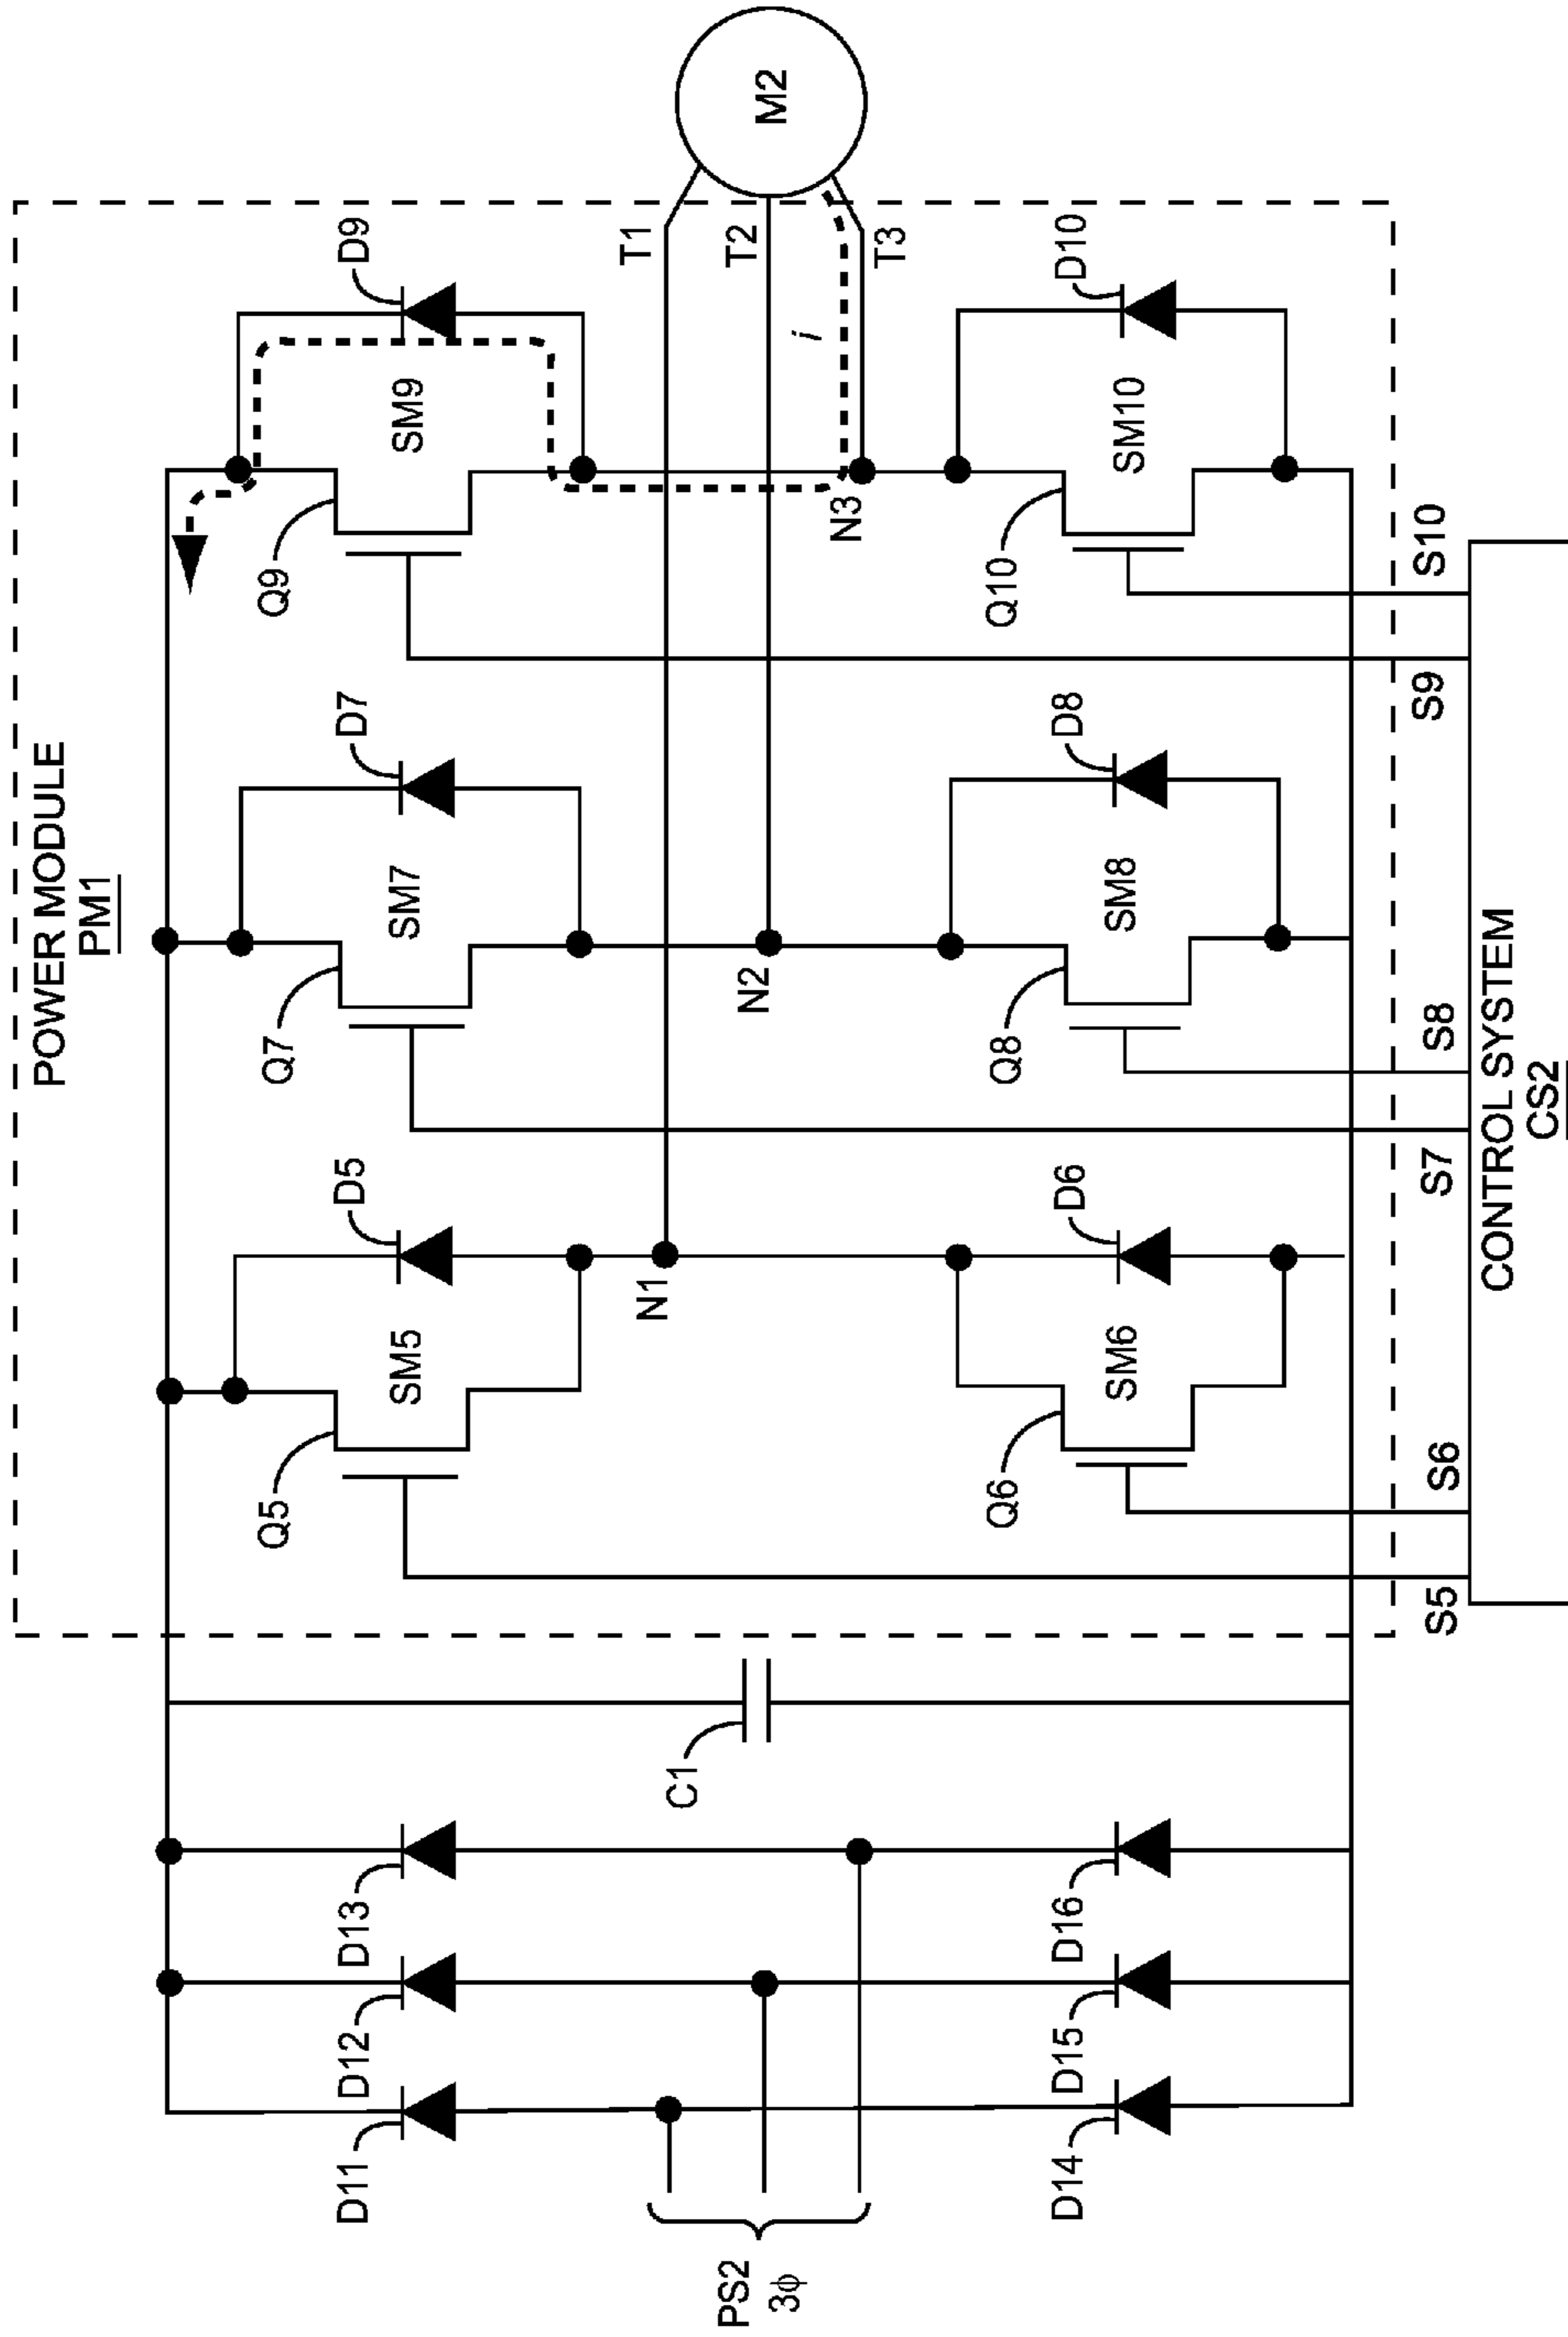 POWER MODULE
PM1
D11
D12
D13
C1
Q5
SM5
D5
Q7
SM7
D7
Q9
SM9
D9
PS2
3ϕ
N1
N2
N3
T1
T2
T3
i
M2
D14
D15
D16
Q6
SM6
D6
Q8
SM8
D8
Q10
SM10
D10
S5
S6
S7
S8
S9
S10
CONTROL SYSTEM
CS2